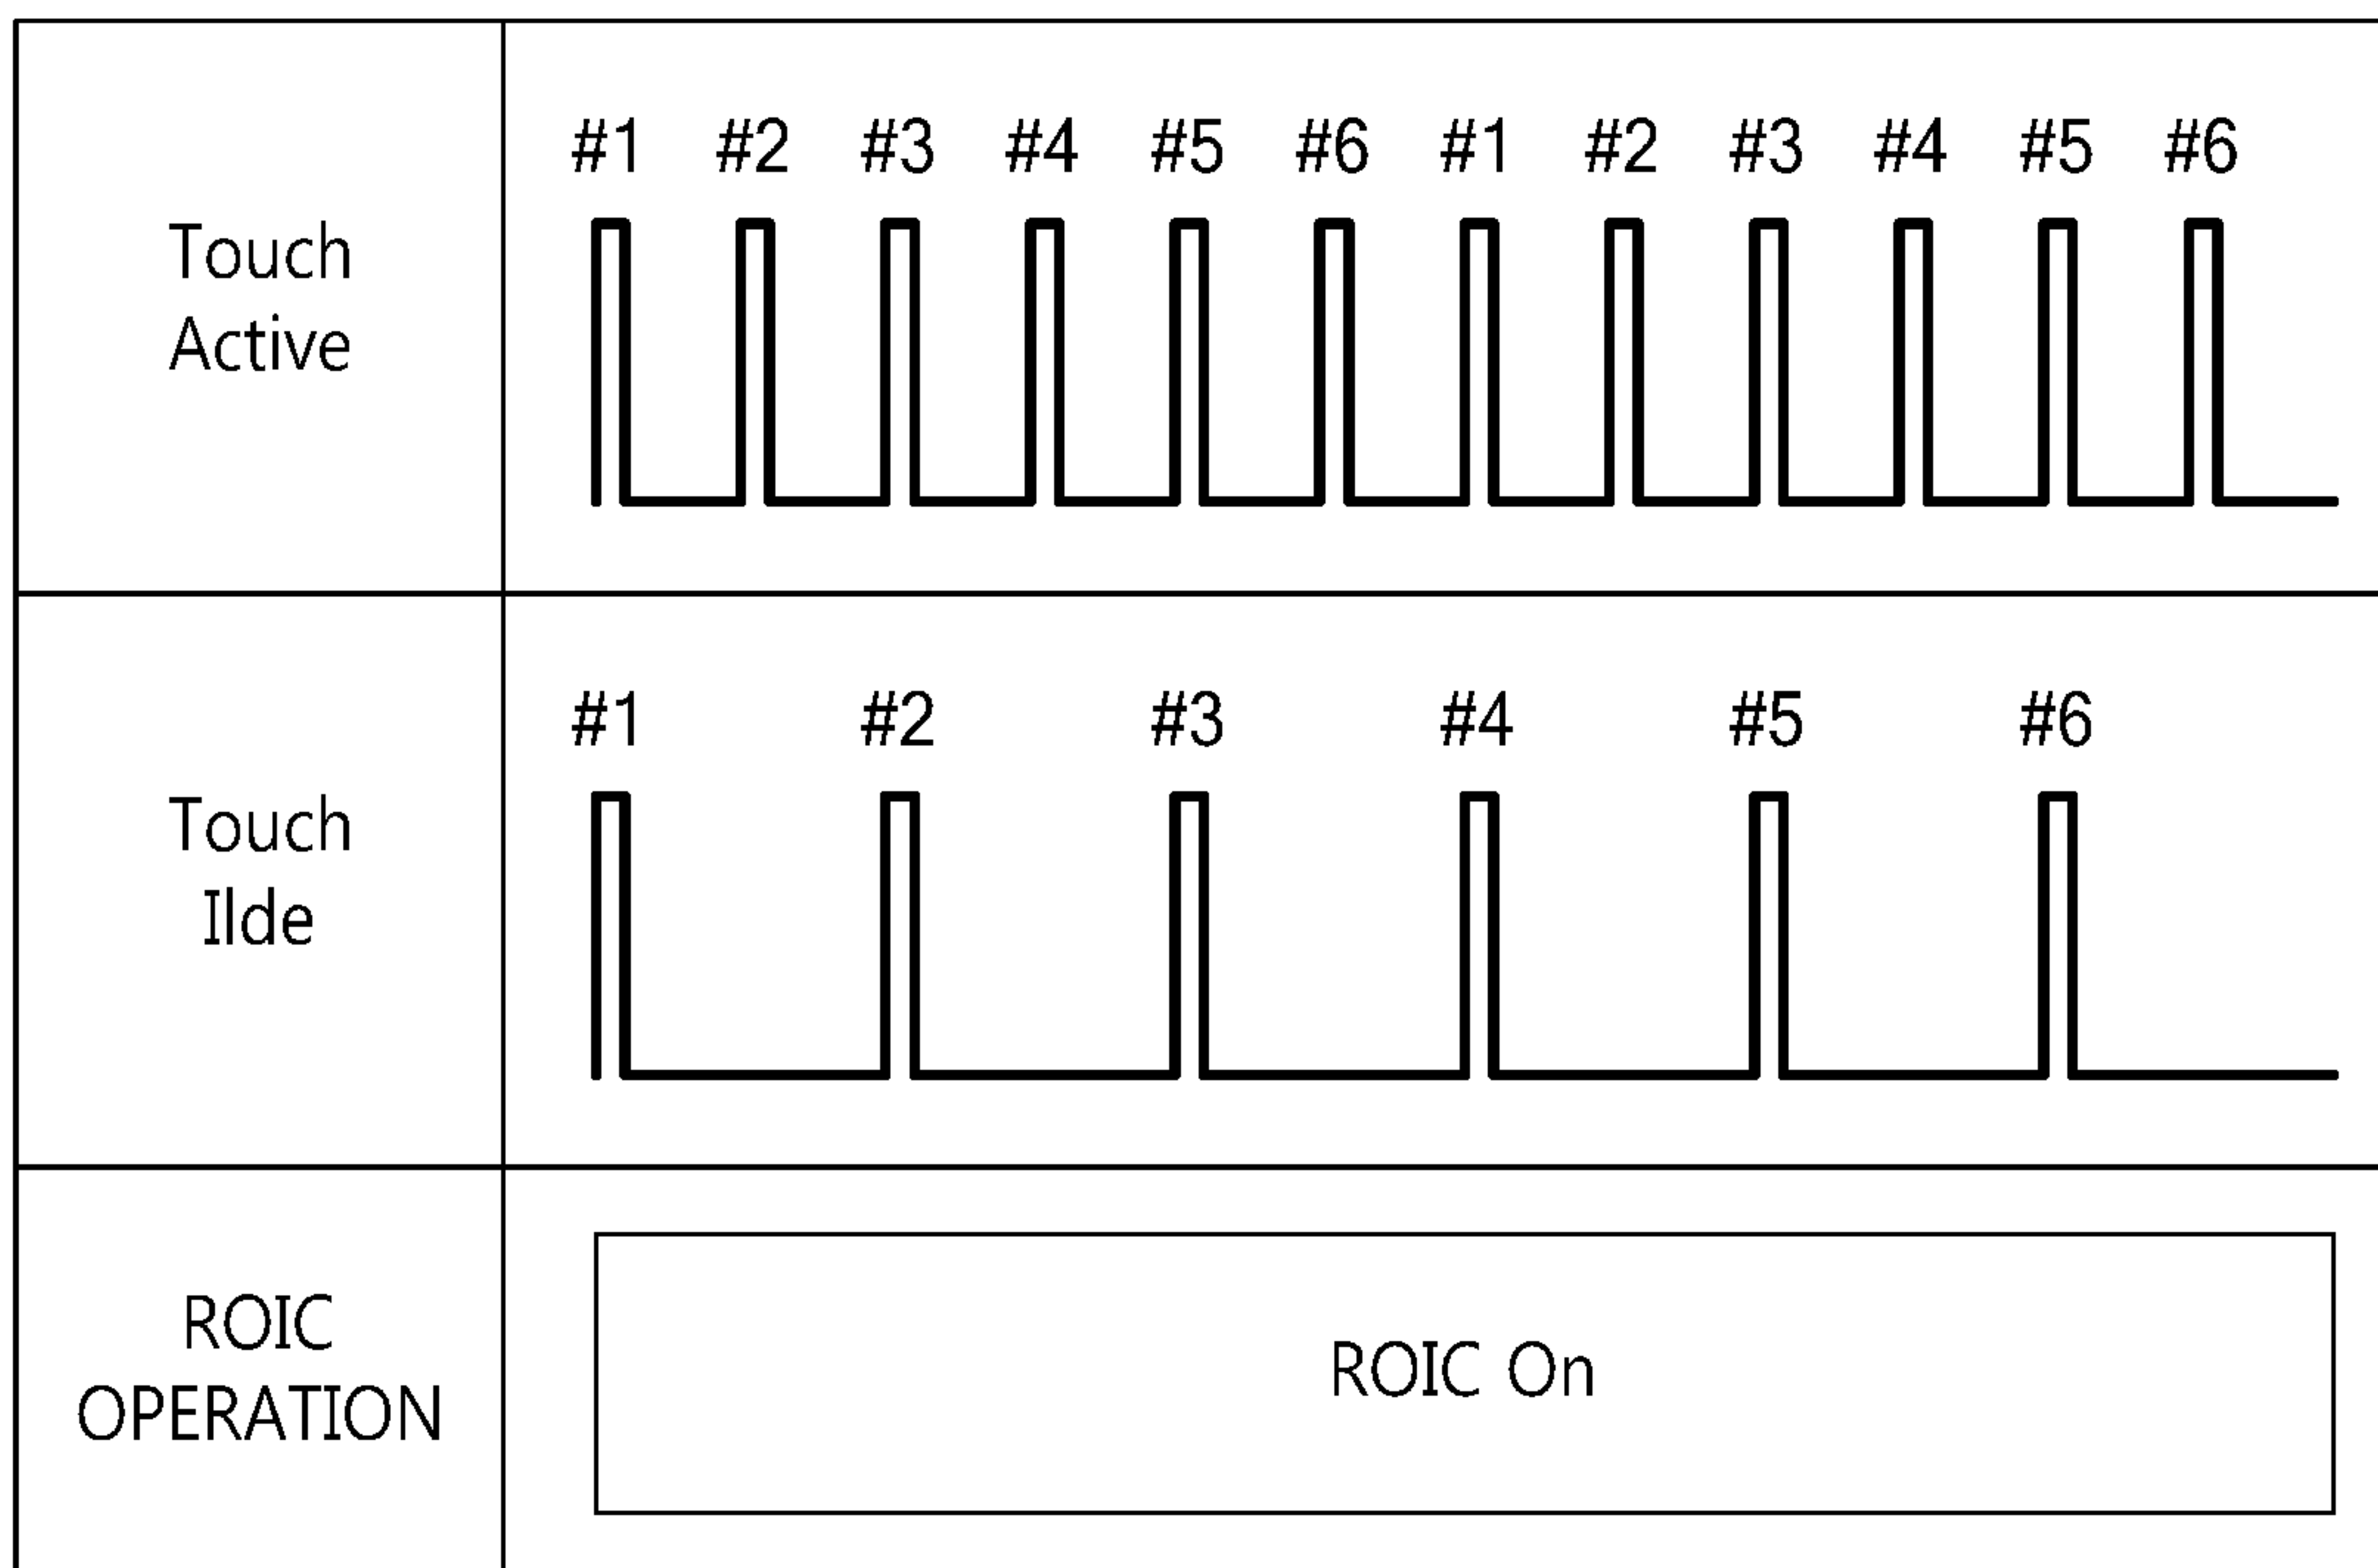 #1 #2 #3 #4 #5 #6 #1 #2 #3 #4 #5 #6
Touch
Active
#1 #2 #3 #4 #5 #6
Touch
Ilde
ROIC
OPERATION
ROIC On